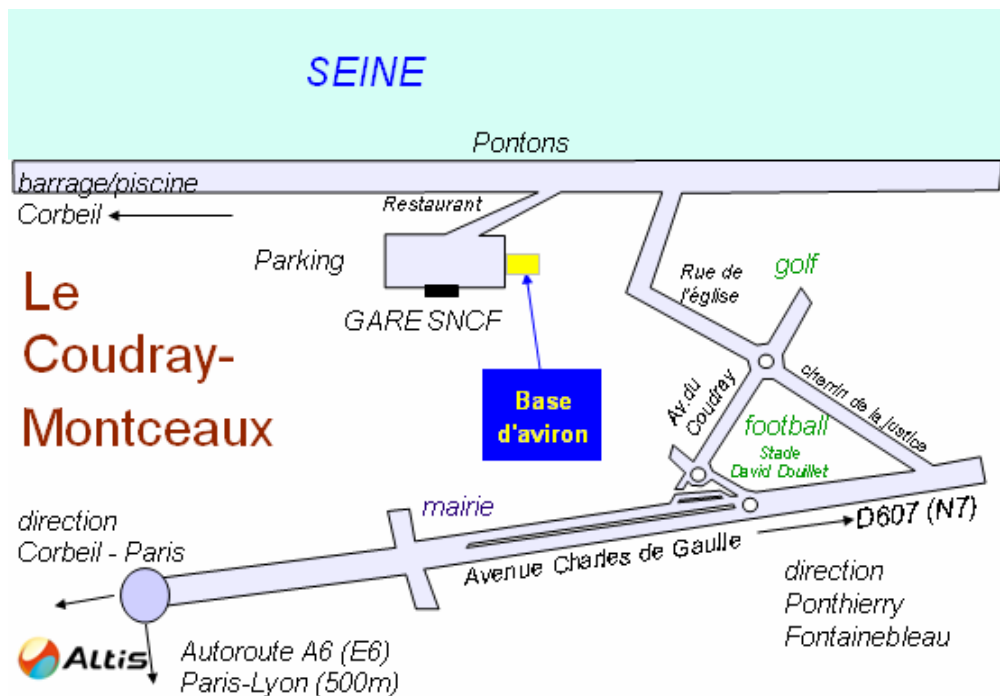 SEINE
Pontons
barrage/piscine
Corbeil
Restaurant
Parking
GARE SNCF
Rue de
l'église
golf
Le
Coudray-
Montceaux
Base
d'aviron
Av.du
Coudray
chemin de la justice
football
Stade
David Douillet
mairie
direction
Corbeil - Paris
Avenue Charles de Gaulle
D607 (N7)
direction
Ponthierry
Fontainebleau
Altis
Autoroute A6 (E6)
Paris-Lyon (500m)